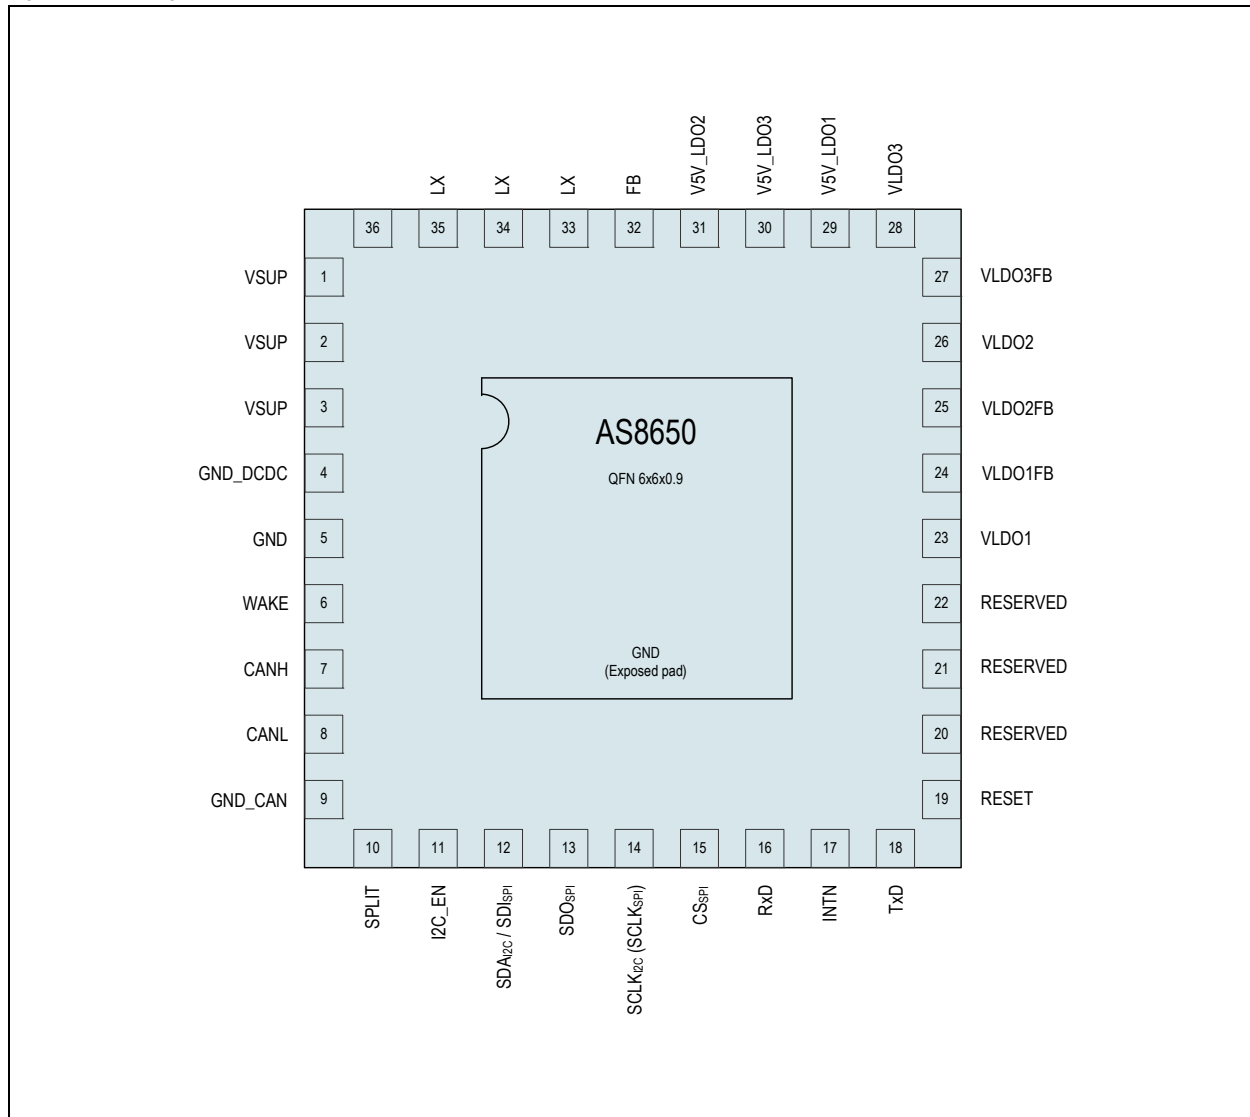 LX
LX
LX
FB
V5V_LDO2
V5V_LDO3
V5V_LDO1
VLDO3
36
35
34
33
32
31
30
29
28
VSUP 1
27 VLDO3FB
VSUP 2
26 VLDO2
VSUP 3
25 VLDO2FB
AS8650
QFN 6x6x0.9
GND_DCDC 4
24 VLDO1FB
GND 5
23 VLDO1
WAKE 6
22 RESERVED
GND
(Exposed pad)
CANH 7
21 RESERVED
CANL 8
20 RESERVED
GND_CAN 9
19 RESET
10
11
12
13
14
15
16
17
18
SPLIT
I2C_EN
SDAI2C / SDISPI
SDOSPI
SCLKI2C (SCLKSPI)
CSSPI
RxD
INTN
TxD